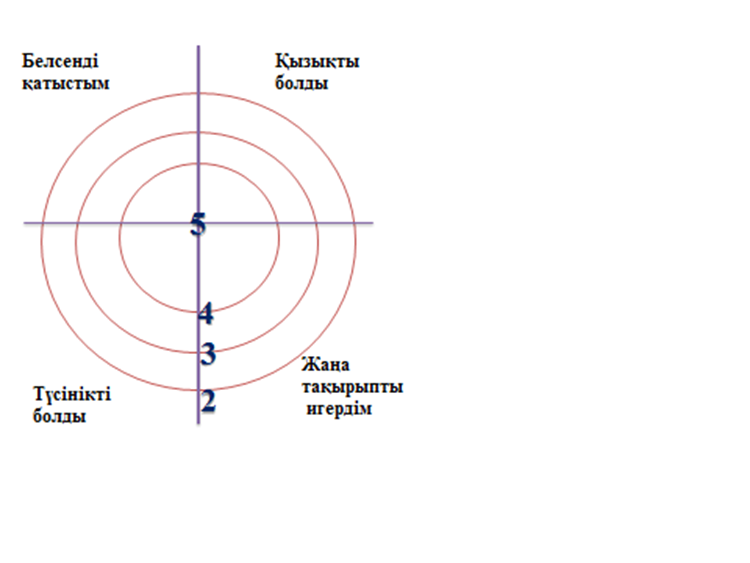 Белсенді
қатыстым
Қызықты
болды
5
4
3
2
Түсінікті
болды
Жаңа
тақырыпты
игердім